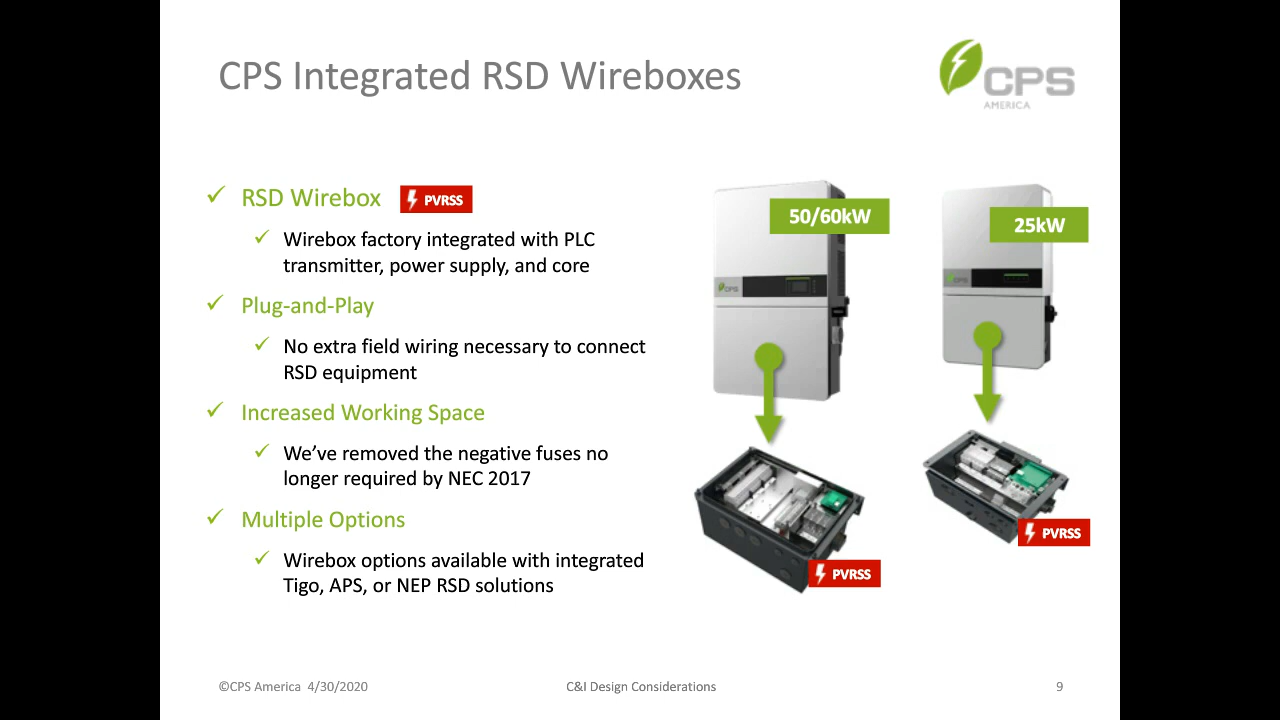 CPS Integrated RSD Wireboxes
CPS
AMERICA
✓ RSD Wirebox PVRSS
✓ Wirebox factory integrated with PLC
transmitter, power supply, and core
✓ Plug-and-Play
✓ No extra field wiring necessary to connect
RSD equipment
✓ Increased Working Space
✓ We've removed the negative fuses no
longer required by NEC 2017
✓ Multiple Options
✓ Wirebox options available with integrated
Tigo, APS, or NEP RSD solutions
50/60kW
25kW
CPS
CPS
PVRSS
PVRSS
©CPS America 4/30/2020
C&I Design Considerations
9